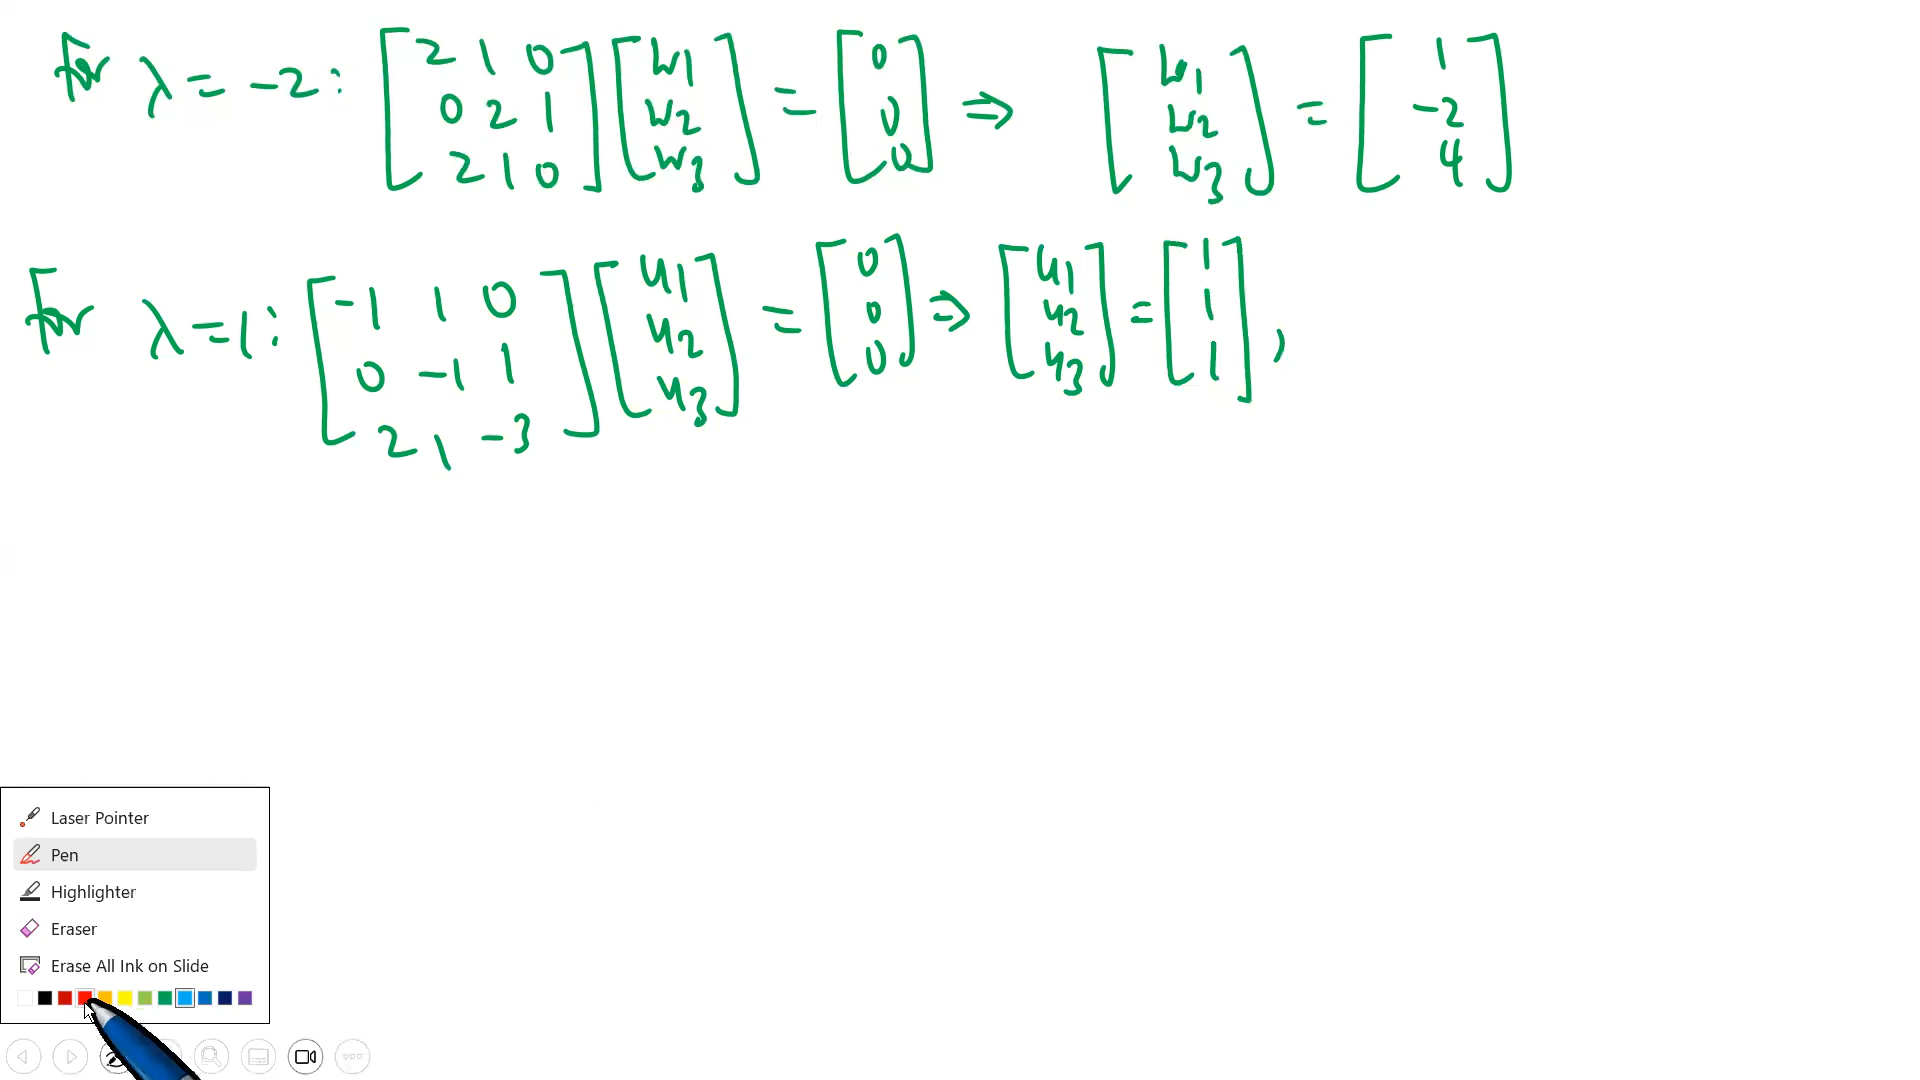 For λ = -2: [2 1 0; 0 2 1; 2 1 0] [w1; w2; w3] = [0; 0; 0] ⇒ [w1; w2; w3] = [1; -2; 4]
For λ = 1: [-1 1 0; 0 -1 1; 2 1 -3] [u1; u2; u3] = [0; 0; 0] ⇒ [u1; u2; u3] = [1; 1; 1],
Laser Pointer
Pen
Highlighter
Eraser
Erase All Ink on Slide